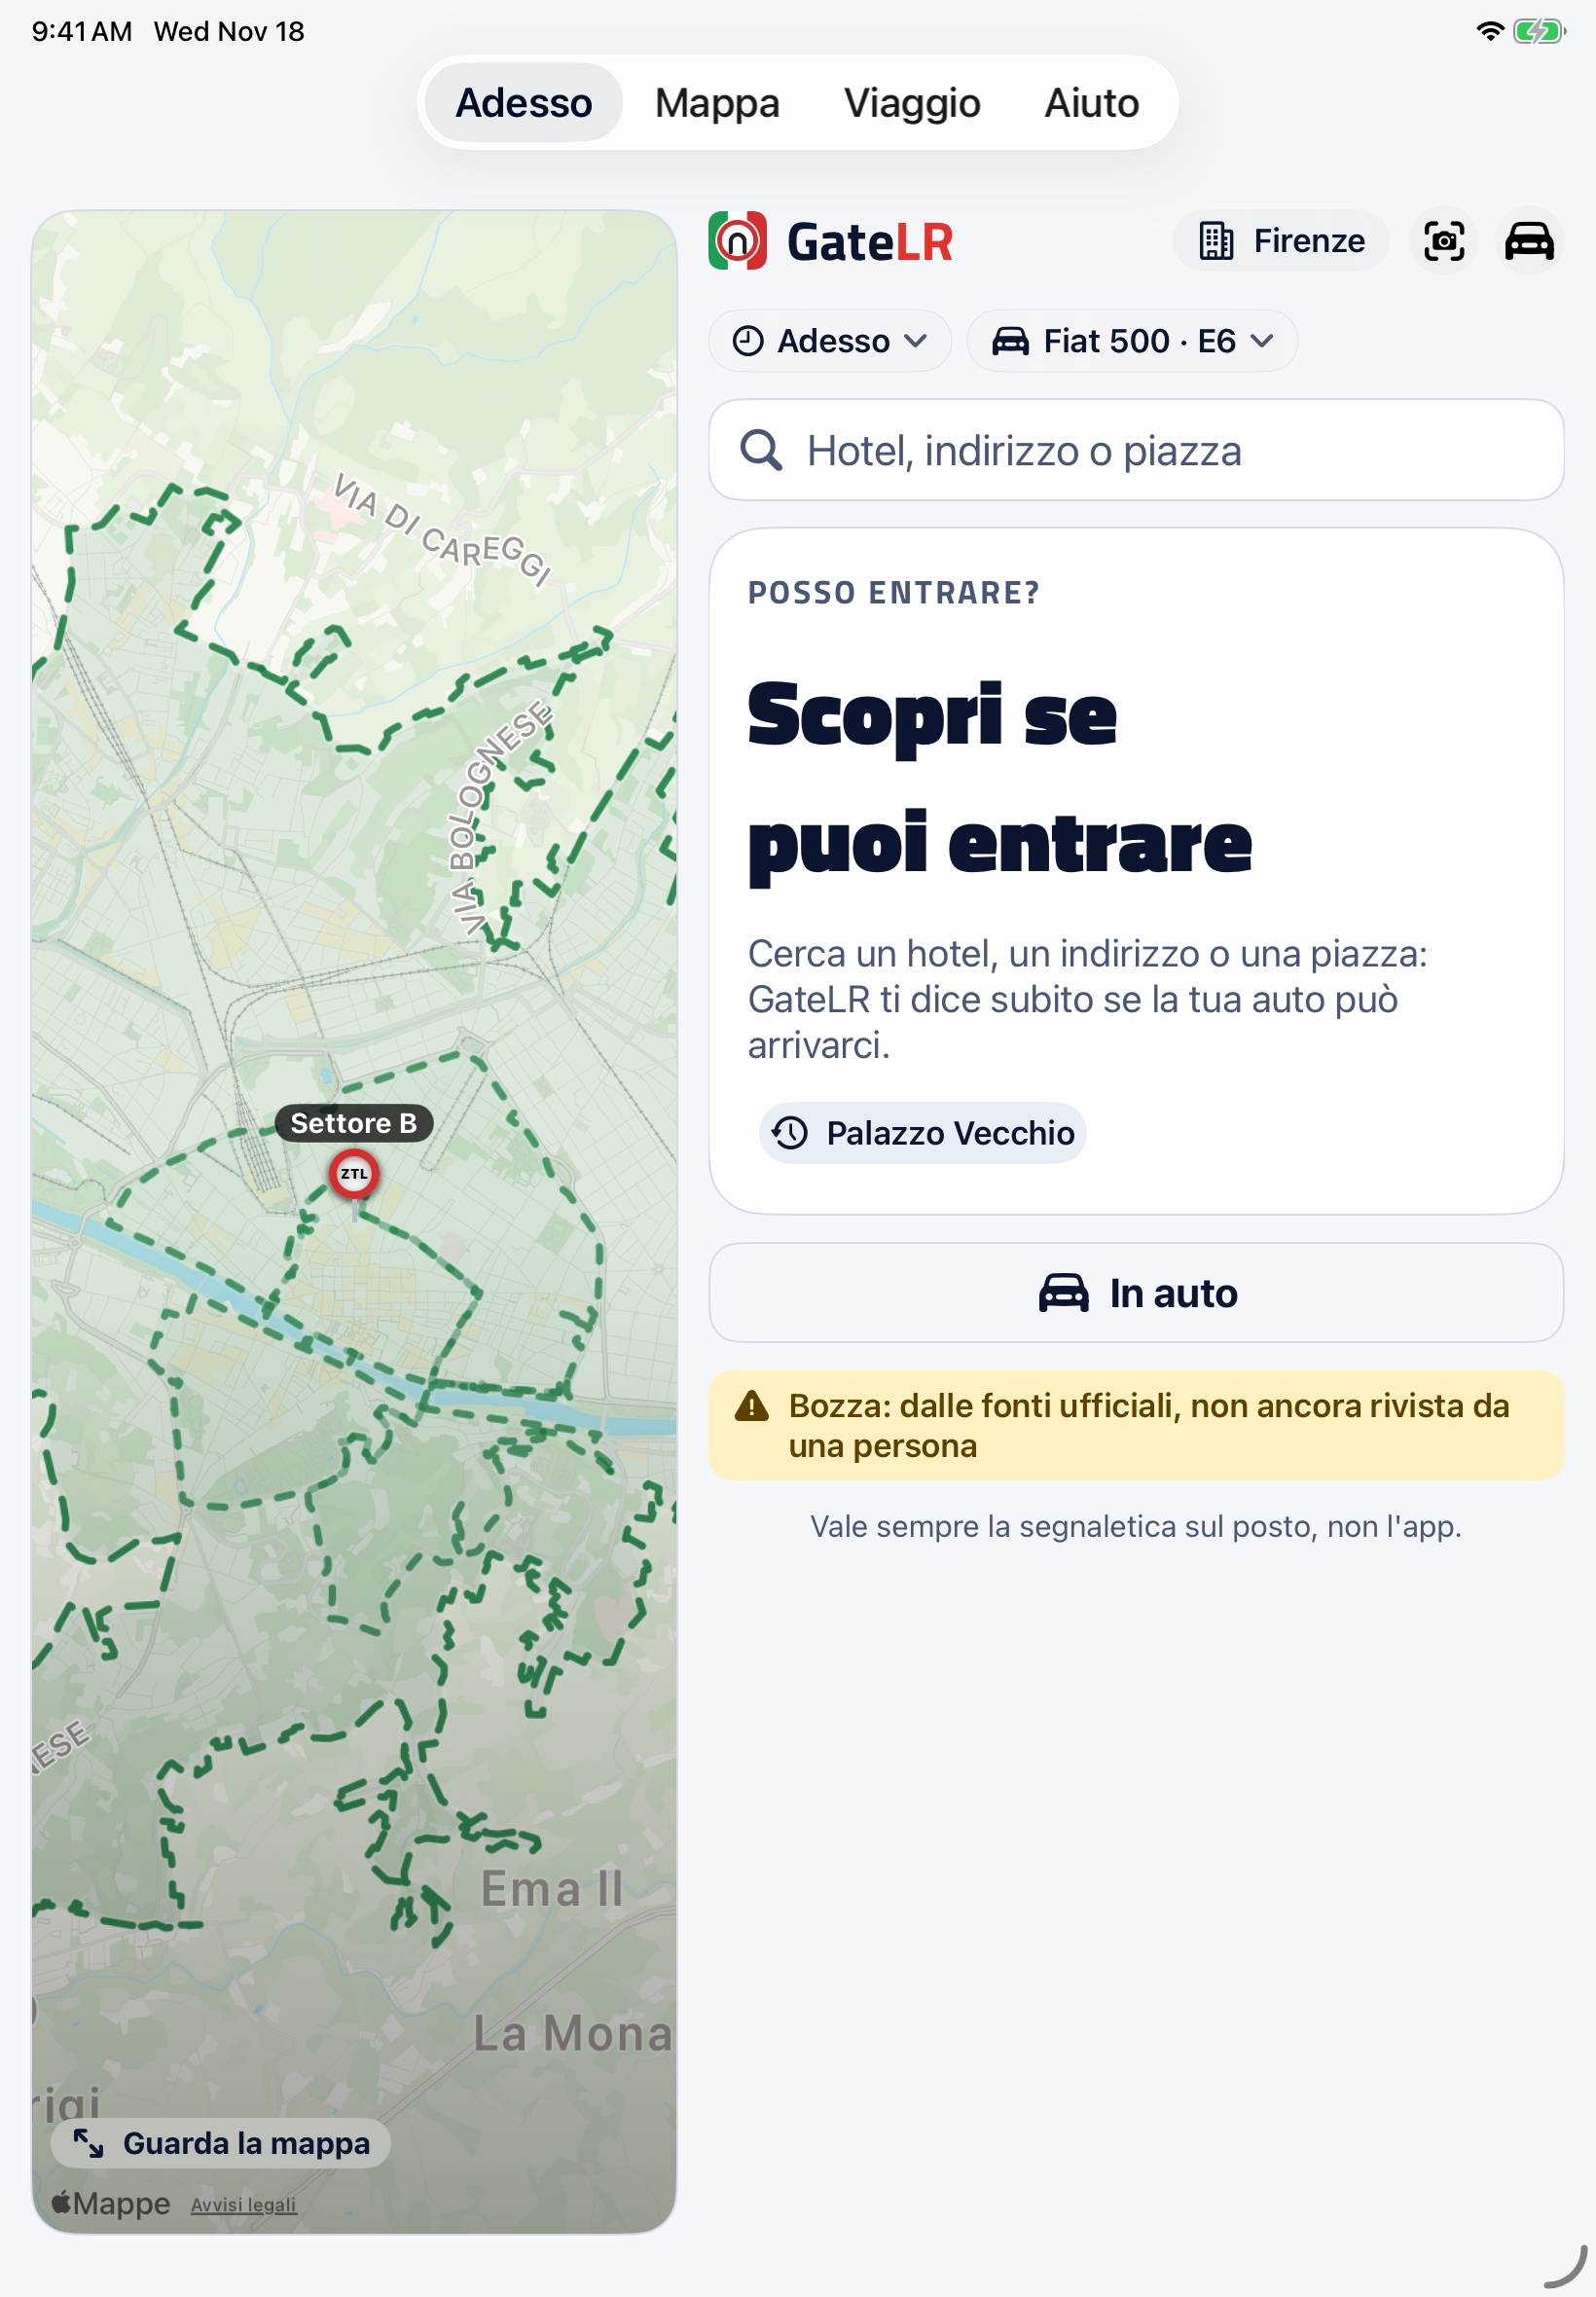 9:41 AM Wed Nov 18
Adesso Mappa Viaggio Aiuto
VIA DI CAREGGI
VIA BOLOGNESE
Settore B
ZTL
NESE
Ema II
La Mona
rigi
Guarda la mappa
Mappe Avvisi legali
GateLR
Firenze
Adesso
Fiat 500 · E6
Hotel, indirizzo o piazza
POSSO ENTRARE?
Scopri se
puoi entrare
Cerca un hotel, un indirizzo o una piazza:
GateLR ti dice subito se la tua auto può
arrivarci.
Palazzo Vecchio
In auto
Bozza: dalle fonti ufficiali, non ancora rivista da
una persona
Vale sempre la segnaletica sul posto, non l'app.